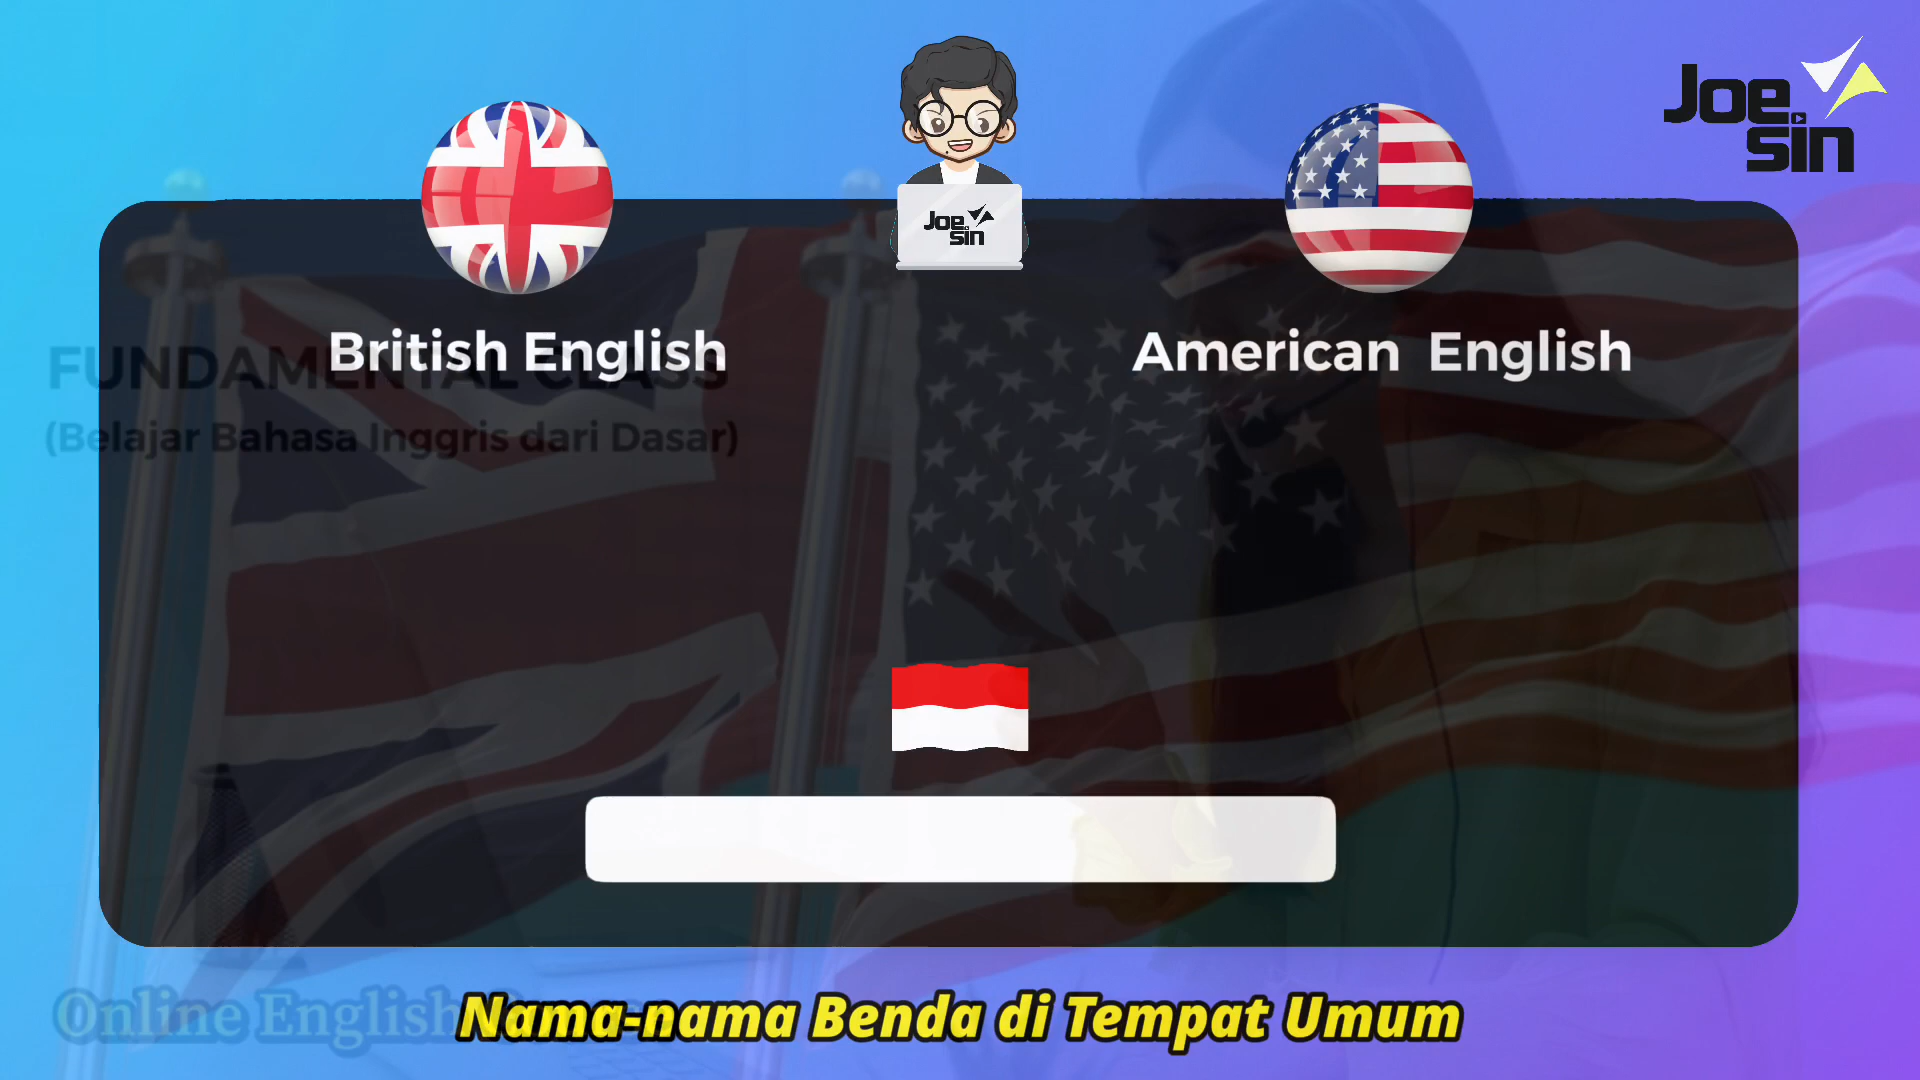 Joe
sin
Joe
sin
British English
American English
FUNDAMENTAL CLASS
(Belajar Bahasa Inggris dari Dasar)
Online English
Nama-nama Benda di Tempat Umum